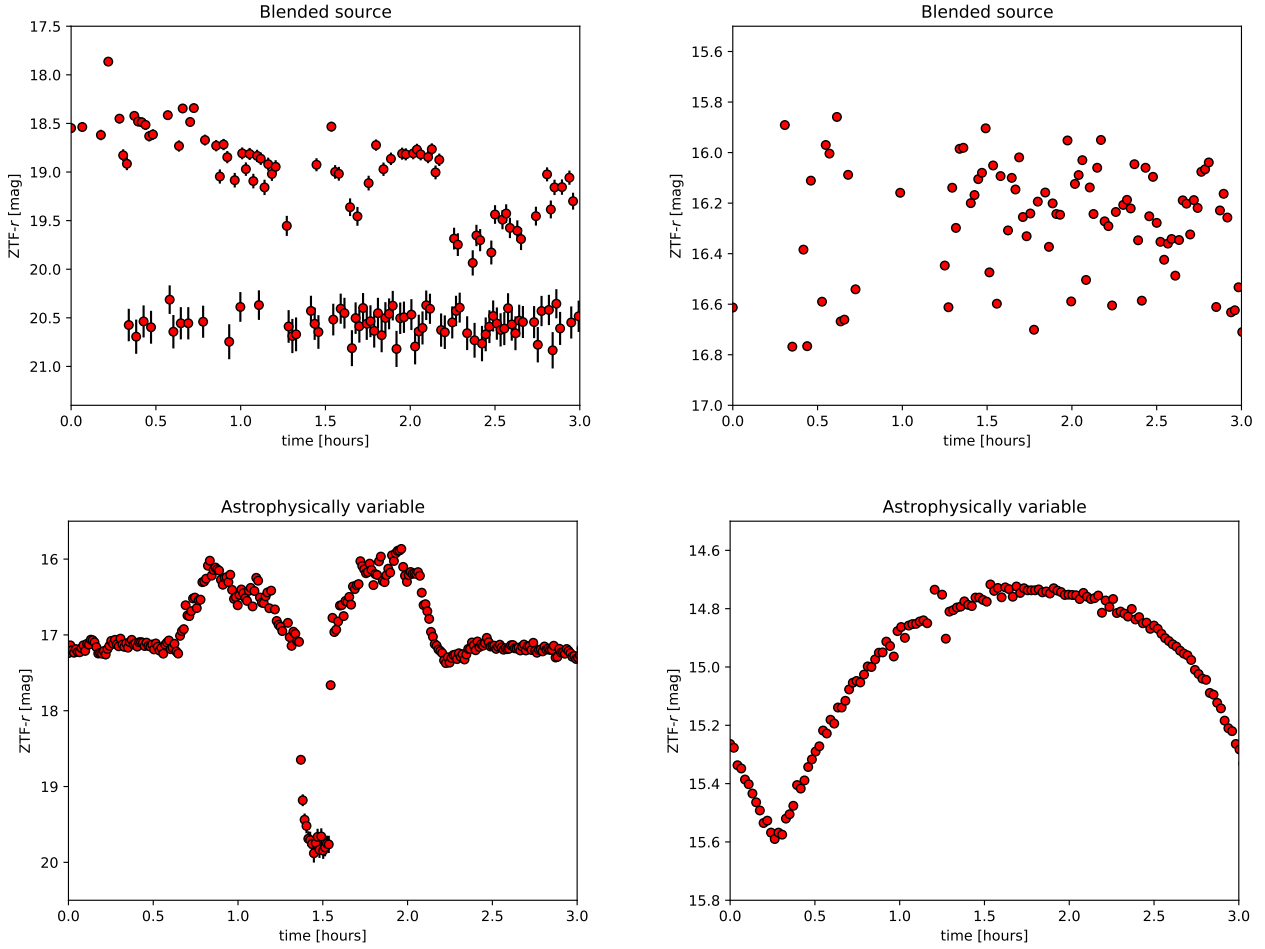 Blended source
17.5
18.0
18.5
19.0
19.5
20.0
20.5
21.0
ZTF-r [mag]
0.0 0.5 1.0 1.5 2.0 2.5 3.0
time [hours]
Blended source
15.6
15.8
16.0
16.2
16.4
16.6
16.8
17.0
ZTF-r [mag]
0.0 0.5 1.0 1.5 2.0 2.5 3.0
time [hours]
Astrophysically variable
16
17
18
19
20
ZTF-r [mag]
0.0 0.5 1.0 1.5 2.0 2.5 3.0
time [hours]
Astrophysically variable
14.6
14.8
15.0
15.2
15.4
15.6
15.8
ZTF-r [mag]
0.0 0.5 1.0 1.5 2.0 2.5 3.0
time [hours]